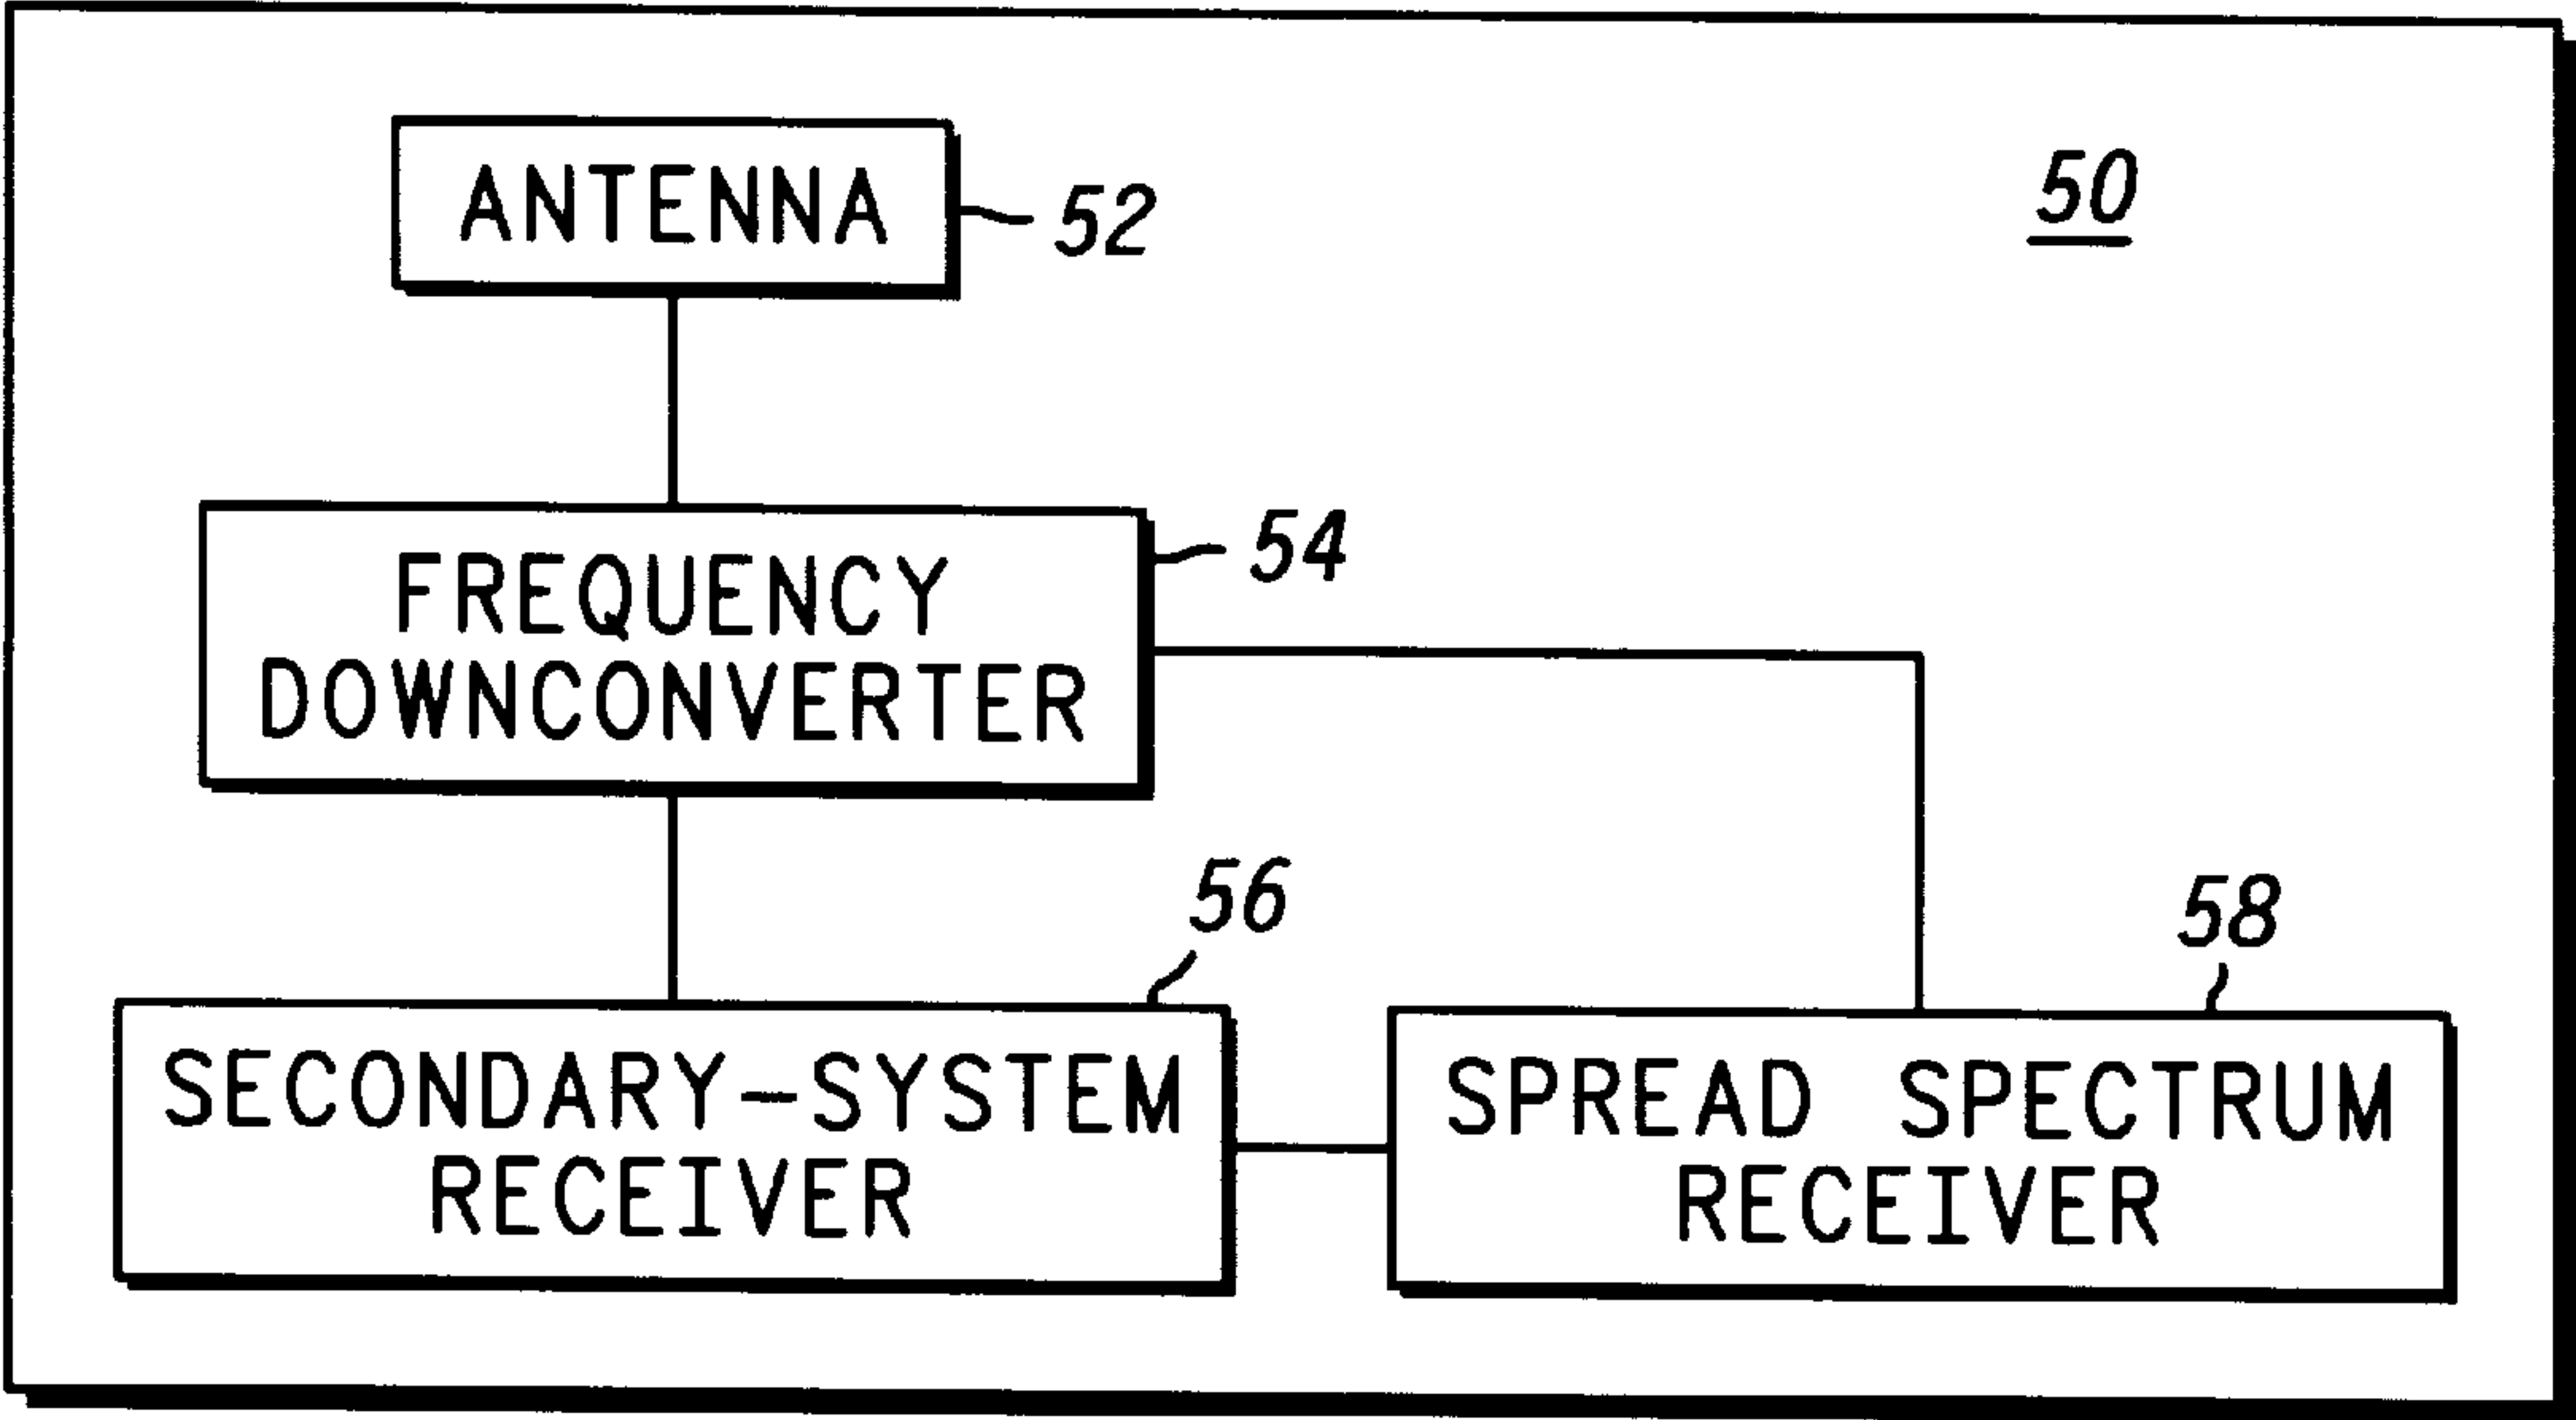 ANTENNA
52
50
FREQUENCY
DOWNCONVERTER
54
56
58
SECONDARY-SYSTEM
RECEIVER
SPREAD SPECTRUM
RECEIVER